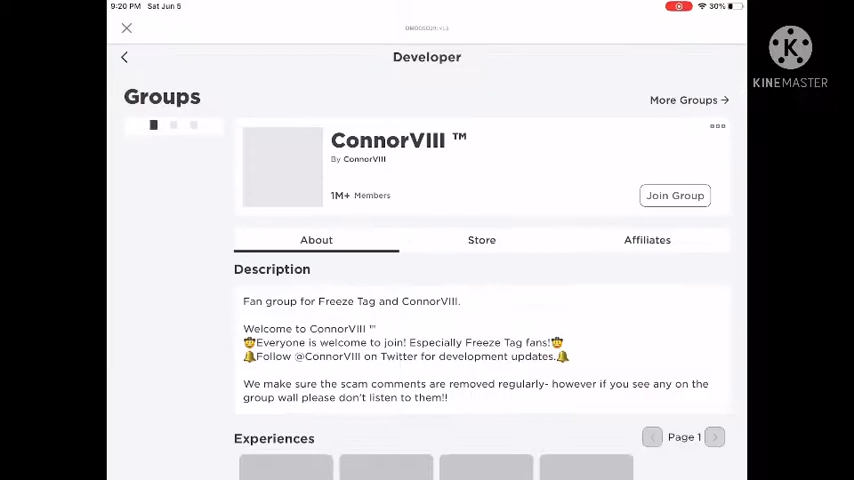 9:20 PM Sat Jun 5
30%
Developer
KINEMASTER
Groups
More Groups →
ConnorVIII ™
By ConnorVIII
1M+ Members
Join Group
About
Store
Affiliates
Description
Fan group for Freeze Tag and ConnorVIII.
Welcome to ConnorVIII ™
🤠Everyone is welcome to join! Especially Freeze Tag fans!🤠
🔔Follow @ConnorVIII on Twitter for development updates.🔔
We make sure the scam comments are removed regularly- however if you see any on the
group wall please don't listen to them!!
Experiences
Page 1